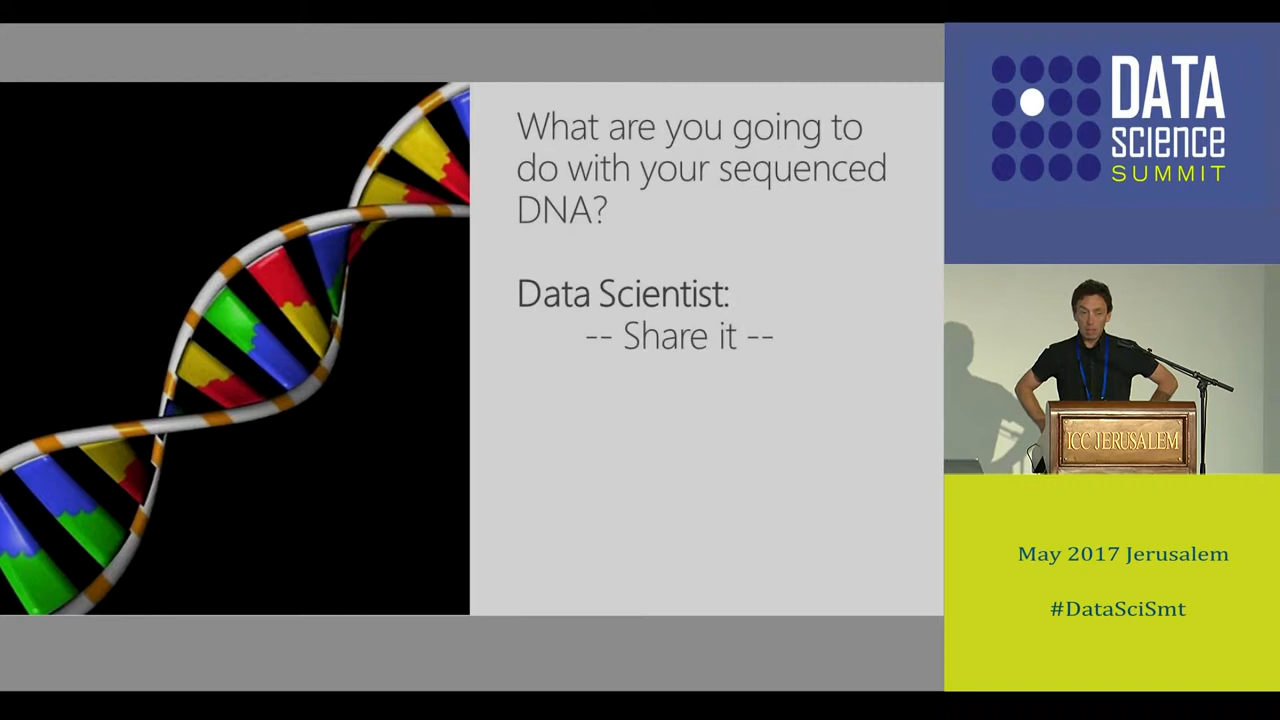 What are you going to
do with your sequenced
DNA?
Data Scientist:
-- Share it --
DATA
Science
SUMMIT
ICC JERUSALEM
May 2017 Jerusalem
#DataSciSmt